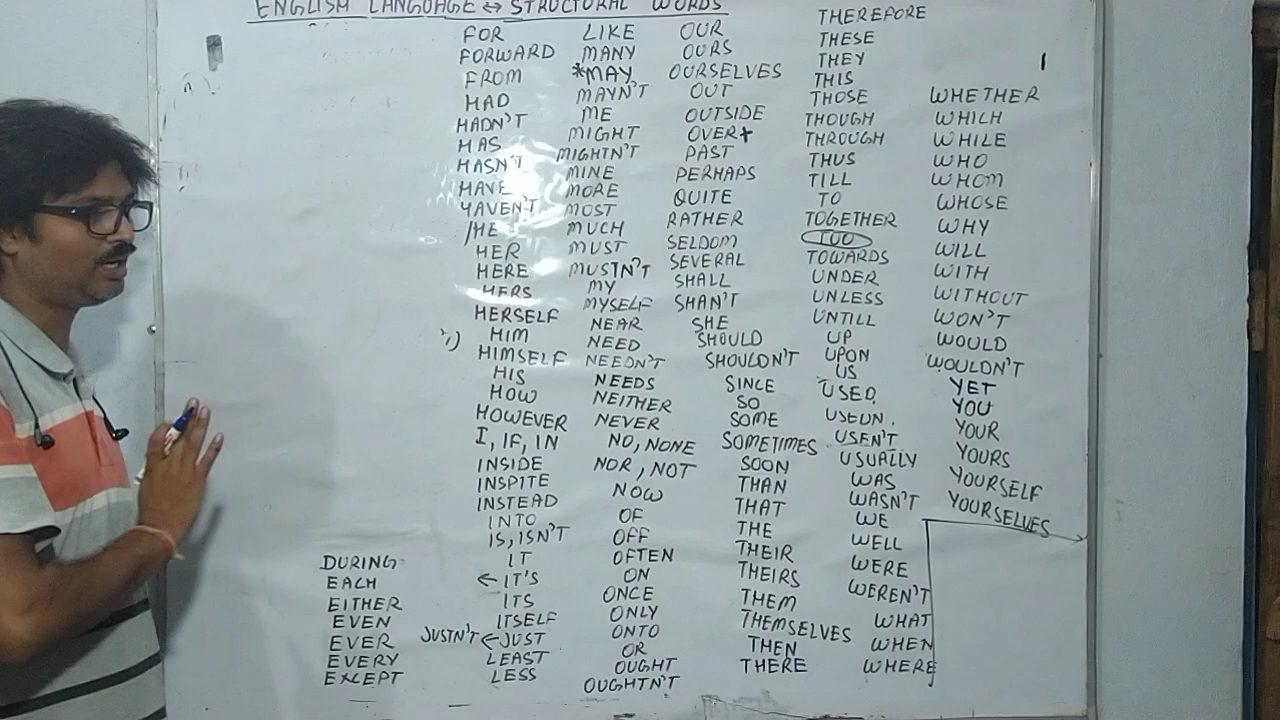 ENGLISH LANGUAGE ↔ STRUCTURAL WORDS
DURING
EACH
EITHER
EVEN
EVER
EVERY
EXCEPT
FOR
FORWARD
FROM
HAD
HADN'T
HAS
HASN'T
HAVE
HAVEN'T
HE
HER
HERE
HERS
HERSELF
HIM
HIMSELF
HIS
HOW
HOWEVER
I, IF, IN
INSIDE
INSPITE
INSTEAD
INTO
IS, ISN'T
IT
← IT'S
ITS
ITSELF
JUSTN'T ← JUST
LEAST
LESS
LIKE
MANY
*MAY
MAYN'T
ME
MIGHT
MIGHTN'T
MINE
MORE
MOST
MUCH
MUST
MUSTN'T
MY
MYSELF
NEAR
NEED
NEEDN'T
NEEDS
NEITHER
NEVER
NO, NONE
NOR, NOT
NOW
OF
OFF
OFTEN
ON
ONCE
ONLY
ONTO
OR
OUGHT
OUGHTN'T
OUR
OURS
OURSELVES
OUT
OUTSIDE
OVER+
PAST
PERHAPS
QUITE
RATHER
SELDOM
SEVERAL
SHALL
SHAN'T
SHE
SHOULD
SHOULDN'T
SINCE
SO
SOME
SOMETIMES
SOON
THAN
THAT
THE
THEIR
THEIRS
THEM
THEMSELVES
THEN
THERE
THEREFORE
THESE
THEY
THIS
THOSE
THOUGH
THROUGH
THUS
TILL
TO
TOGETHER
TOO
TOWARDS
UNDER
UNLESS
UNTILL
UP
UPON
US
USED
USEN'T
USUALLY
WAS
WASN'T
WE
WELL
WERE
WEREN'T
WHAT
WHEN
WHERE
WHETHER
WHICH
WHILE
WHO
WHOM
WHOSE
WHY
WILL
WITH
WITHOUT
WON'T
WOULD
WOULDN'T
YET
YOU
YOUR
YOURS
YOURSELF
YOURSELVES